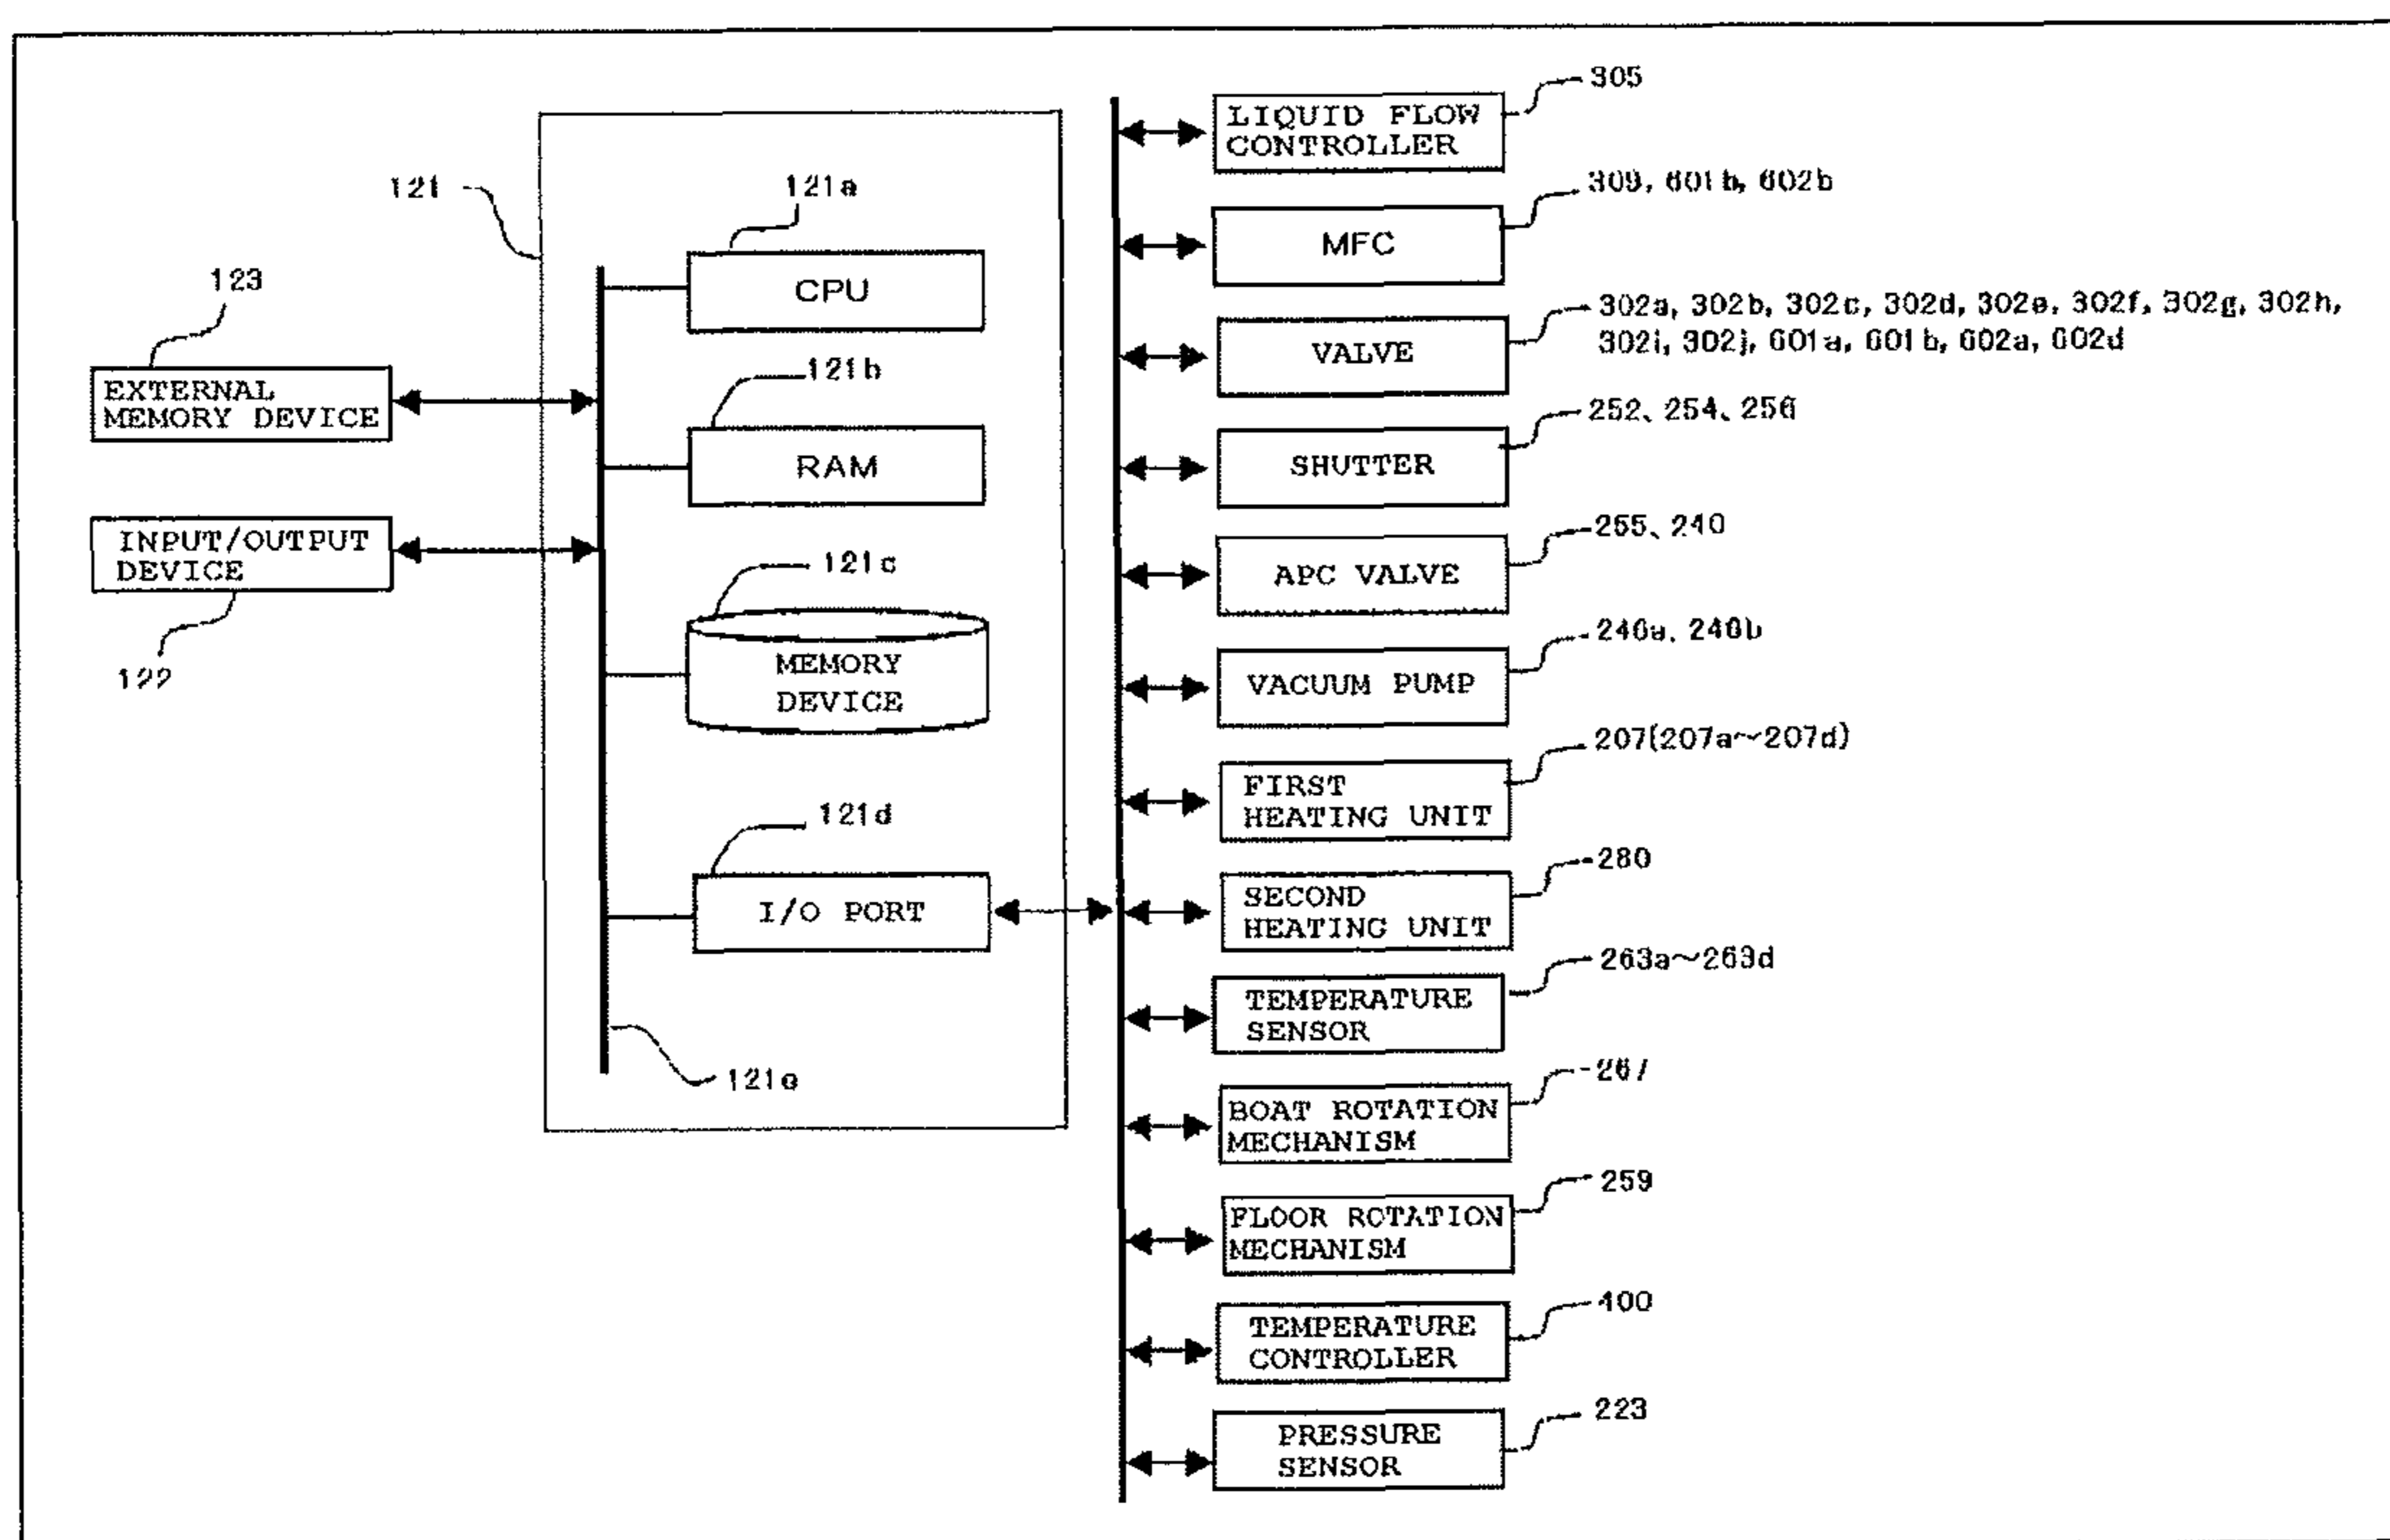 121
121a
CPU
121b
RAM
121c
MEMORY
DEVICE
121d
I/O PORT
121e
123
EXTERNAL
MEMORY DEVICE
INPUT/OUTPUT
DEVICE
122
LIQUID FLOW
CONTROLLER
305
MFC
309, 601b, 602b
VALVE
302a, 302b, 302c, 302d, 302e, 302f, 302g, 302h,
302i, 302j, 601a, 601b, 602a, 602d
SHUTTER
252、254、256
APC VALVE
255、240
VACUUM PUMP
246a, 246b
FIRST
HEATING UNIT
207(207a～207d)
SECOND
HEATING UNIT
280
TEMPERATURE
SENSOR
263a～263d
BOAT ROTATION
MECHANISM
267
FLOOR ROTATION
MECHANISM
259
TEMPERATURE
CONTROLLER
400
PRESSURE
SENSOR
223